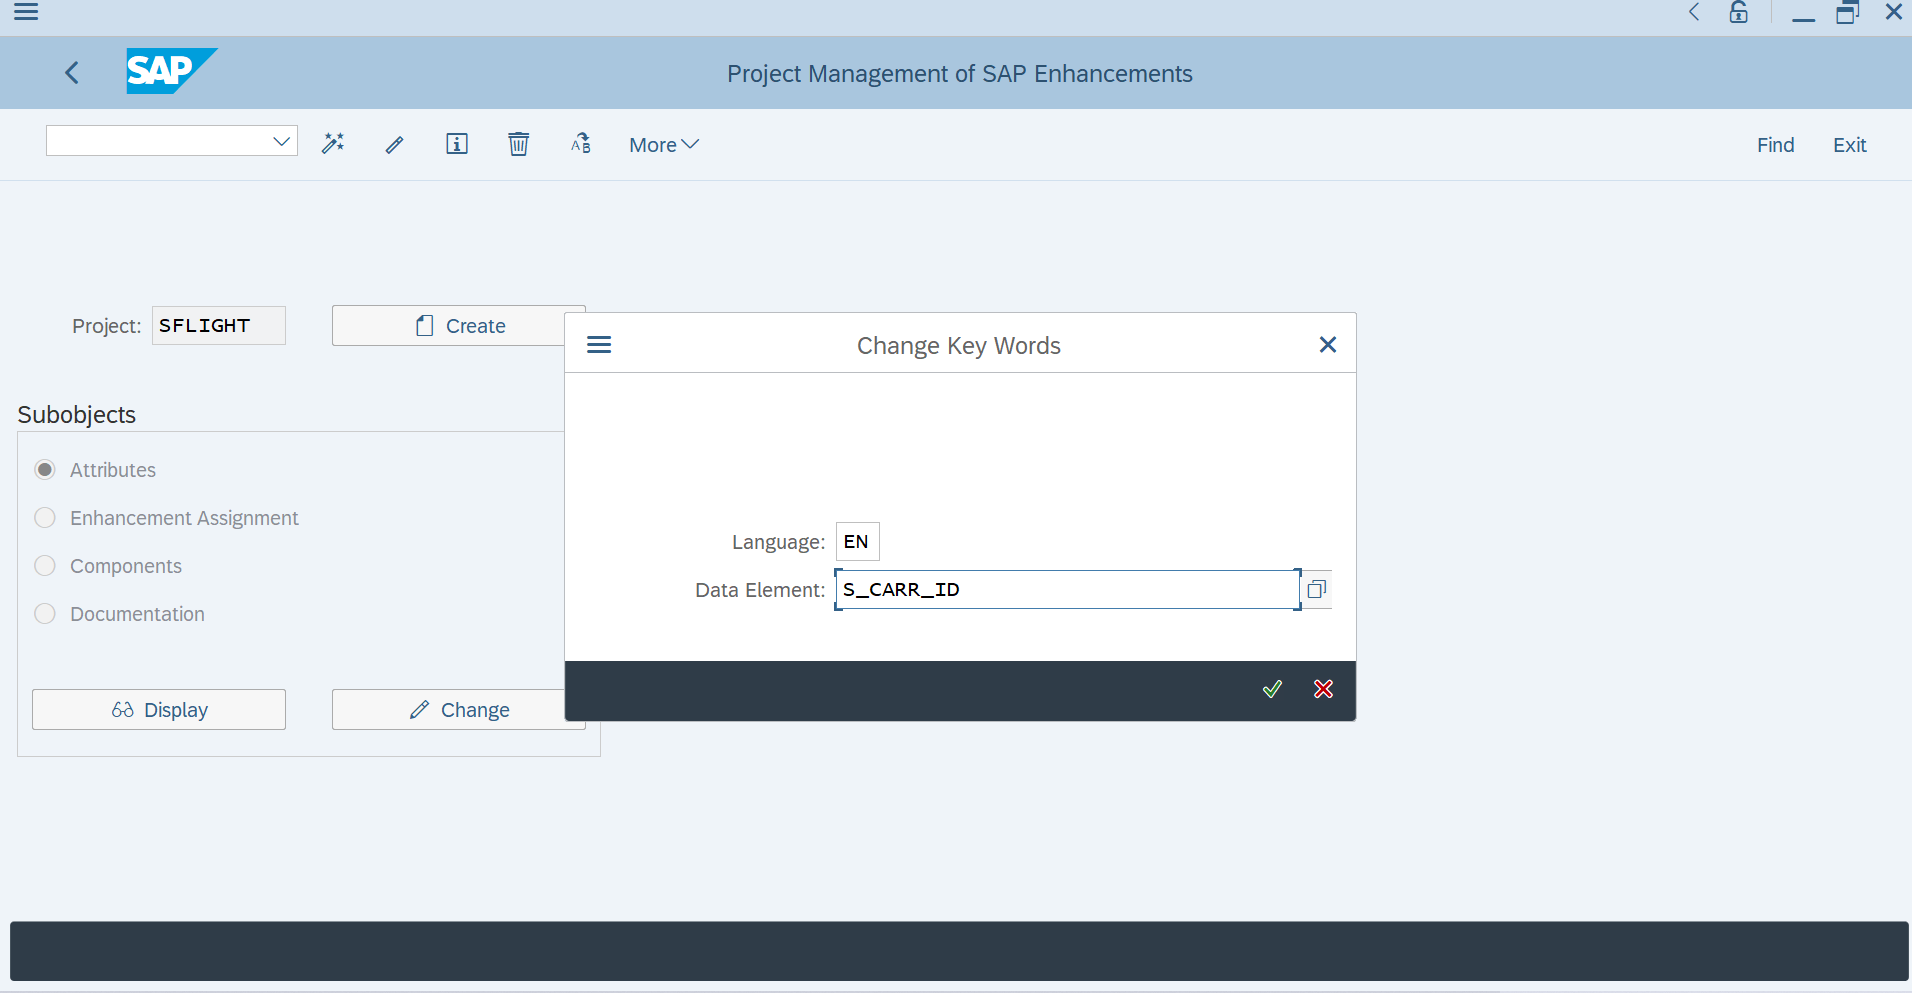 SAP
Project Management of SAP Enhancements
More
Find
Exit
Project: SFLIGHT
Create
Change Key Words
Subobjects
Attributes
Enhancement Assignment
Components
Documentation
Language: EN
Data Element: S_CARR_ID
Display
Change